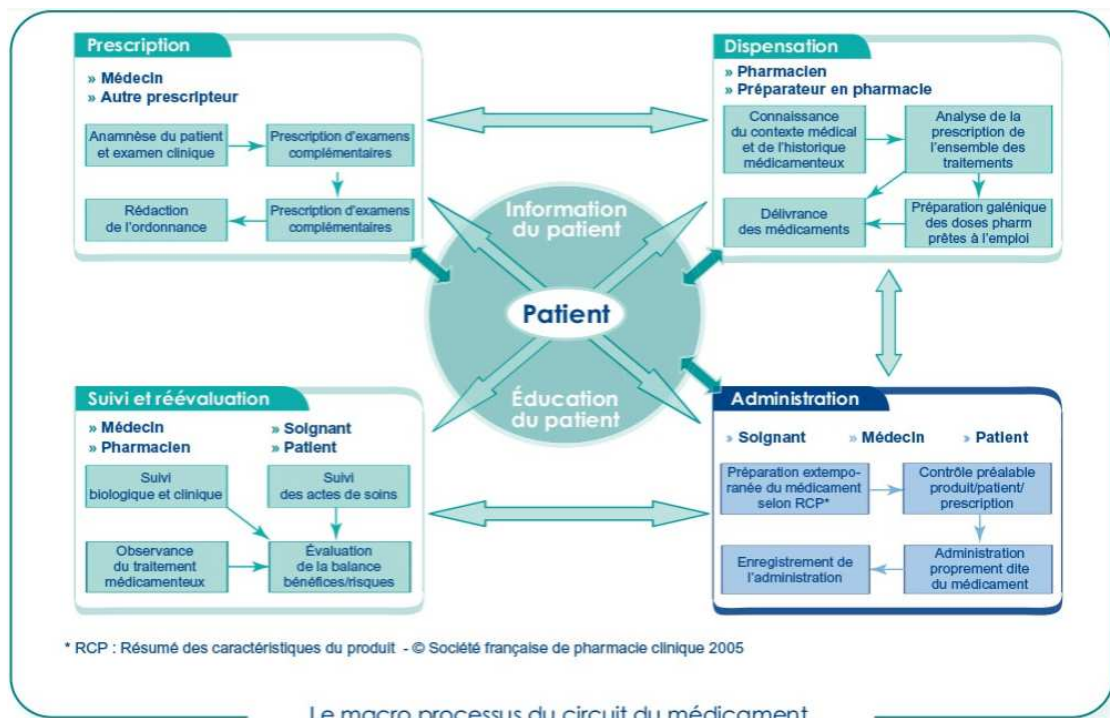 Prescription
» Médecin
» Autre prescripteur
Anamnèse du patient
et examen clinique
Prescription d'examens
complémentaires
Rédaction
de l'ordonnance
Prescription d'examens
complémentaires
Dispensation
» Pharmacien
» Préparateur en pharmacie
Connaissance
du contexte médical
et de l'historique
médicamenteux
Analyse de la
prescription de
l'ensemble des
traitements
Délivrance
des médicaments
Préparation galénique
des doses pharm
prêtes à l'emploi
Information
du patient
Patient
Éducation
du patient
Suivi et réévaluation
» Médecin
» Pharmacien
» Soignant
» Patient
Suivi
biologique et clinique
Suivi
des actes de soins
Observance
du traitement
médicamenteux
Évaluation
de la balance
bénéfices/risques
Administration
» Soignant » Médecin » Patient
Préparation extempo-
ranée du médicament
selon RCP*
Contrôle préalable
produit/patient/
prescription
Enregistrement de
l'administration
Administration
proprement dite
du médicament
* RCP : Résumé des caractéristiques du produit - © Société française de pharmacie clinique 2005
Le macro processus du circuit du médicament